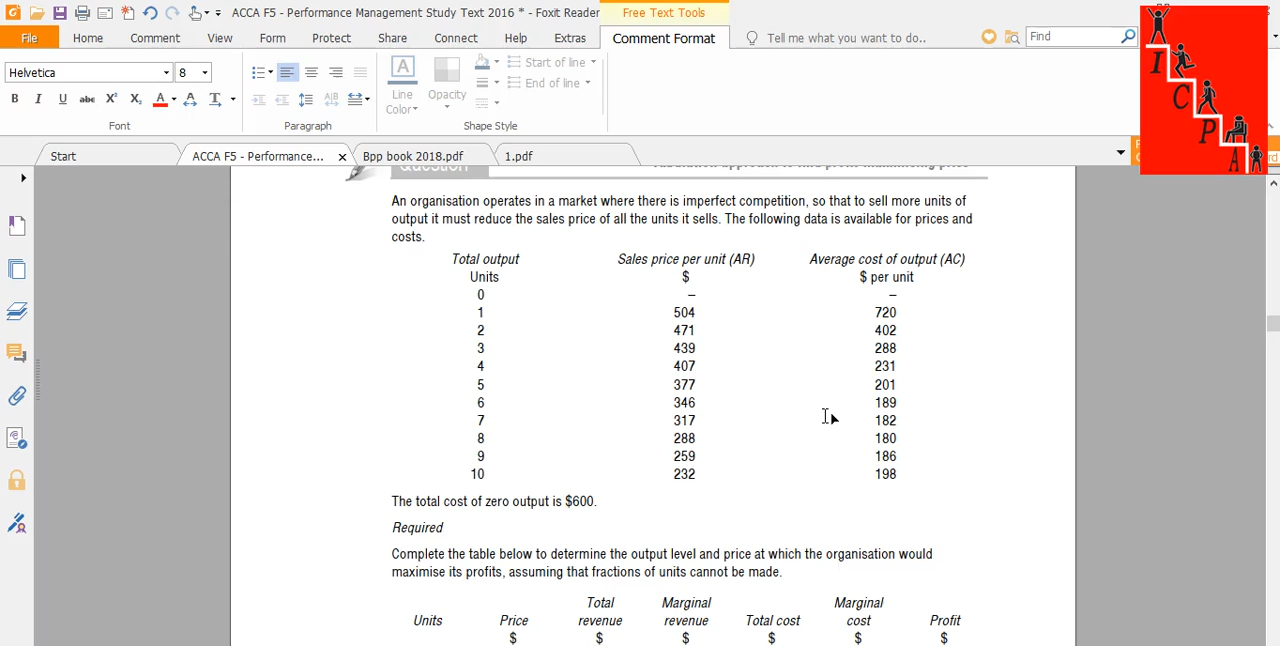 ACCA F5 - Performance Management Study Text 2016 * - Foxit Reader
Free Text Tools
File Home Comment View Form Protect Share Connect Help Extras Comment Format Tell me what you want to do.. Find
Helvetica 8 Start of line
End of line
Line Color Opacity
B I U abc X² X₂ A A T
Font Paragraph Shape Style
Start ACCA F5 - Performance... Bpp book 2018.pdf 1.pdf
I
C
P
A
Question
An organisation operates in a market where there is imperfect competition, so that to sell more units of
output it must reduce the sales price of all the units it sells. The following data is available for prices and
costs.
Total output Sales price per unit (AR) Average cost of output (AC)
Units $ $ per unit
0 – –
1 504 720
2 471 402
3 439 288
4 407 231
5 377 201
6 346 189
7 317 182
8 288 180
9 259 186
10 232 198
The total cost of zero output is $600.
Required
Complete the table below to determine the output level and price at which the organisation would
maximise its profits, assuming that fractions of units cannot be made.
Total Marginal Marginal
Units Price revenue revenue Total cost cost Profit
$ $ $ $ $ $